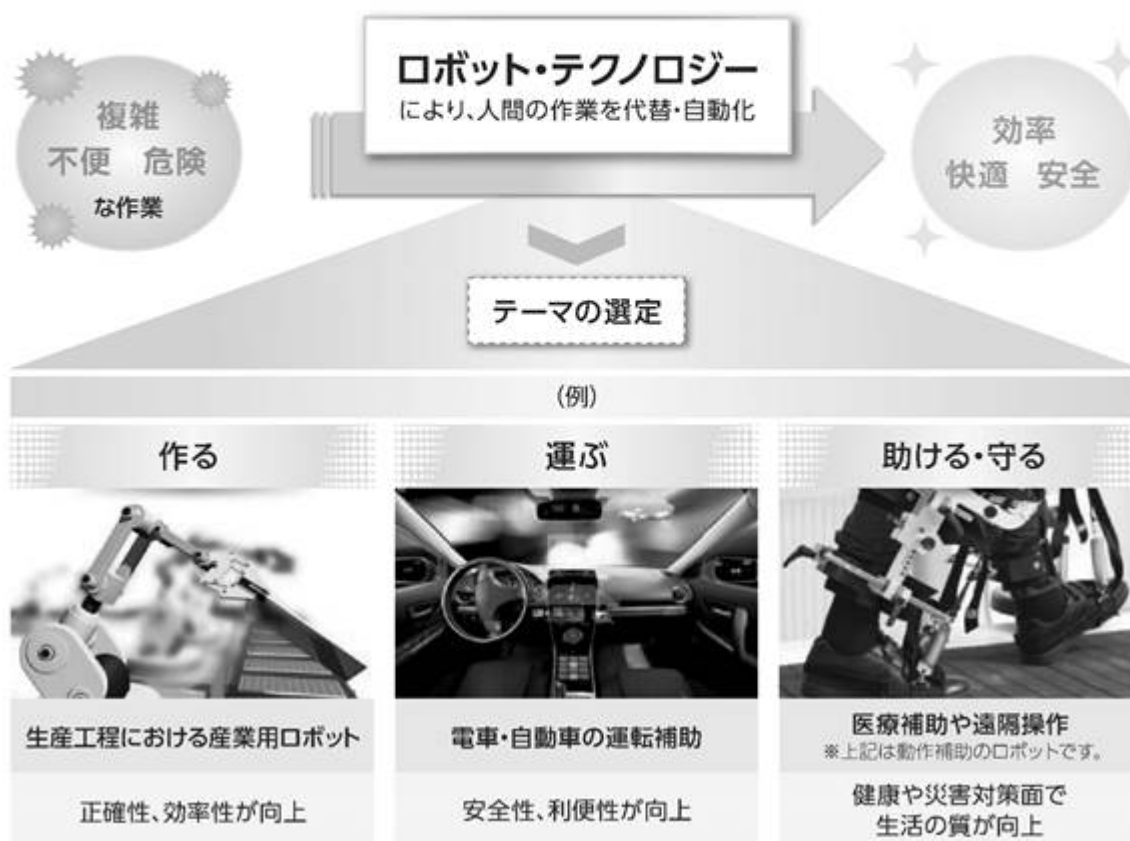 複雑
不便 危険
な作業
ロボット・テクノロジー
により、人間の作業を代替・自動化
効率
快適 安全
テーマの選定
(例)
作る
運ぶ
助ける・守る
生産工程における産業用ロボット
電車・自動車の運転補助
医療補助や遠隔操作
※上記は動作補助のロボットです。
正確性、効率性が向上
安全性、利便性が向上
健康や災害対策面で
生活の質が向上